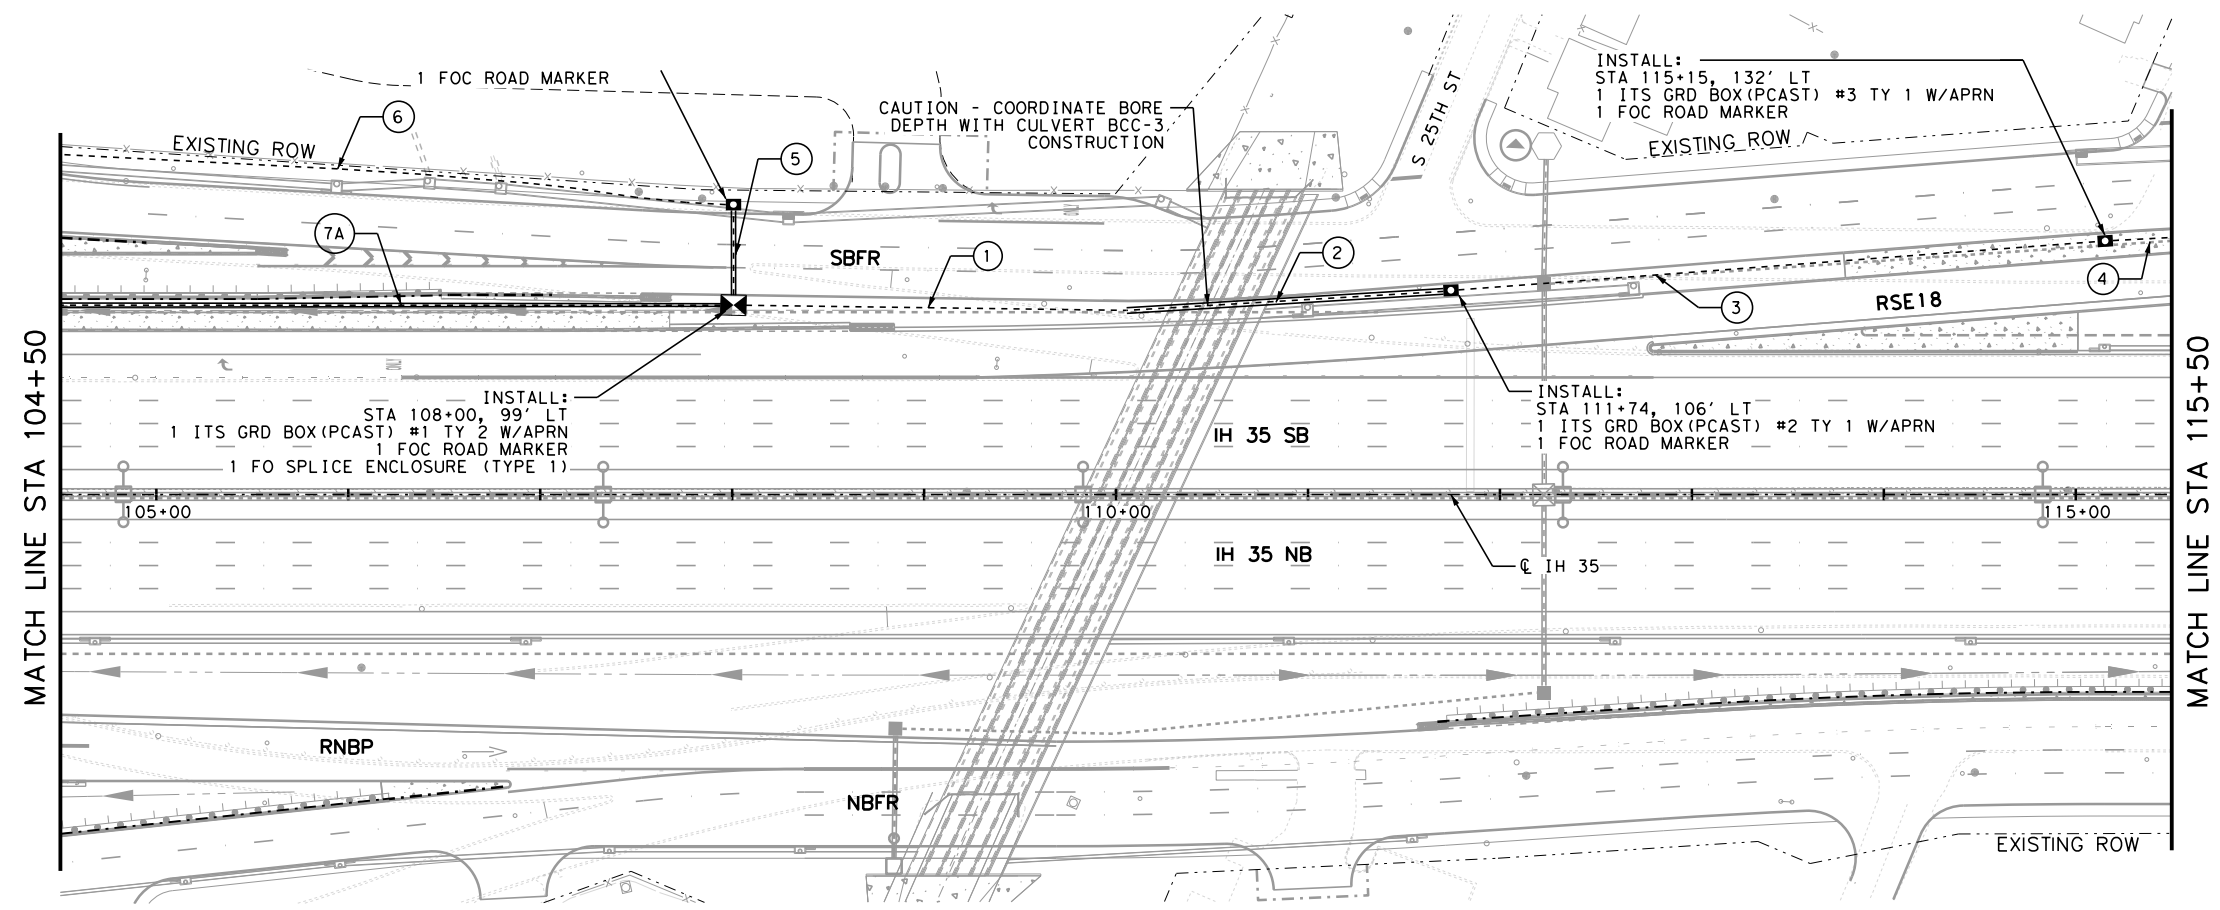 1 FOC ROAD MARKER
6
EXISTING ROW
5
7A
CAUTION - COORDINATE BORE
DEPTH WITH CULVERT BCC-3
CONSTRUCTION
S 25TH ST
INSTALL:
STA 115+15, 132' LT
1 ITS GRD BOX(PCAST) #3 TY 1 W/APRN
1 FOC ROAD MARKER
EXISTING ROW
SBFR
1
2
3
4
RSE18
MATCH LINE STA 104+50
INSTALL:
STA 108+00, 99' LT
1 ITS GRD BOX(PCAST) #1 TY 2 W/APRN
1 FOC ROAD MARKER
1 FO SPLICE ENCLOSURE (TYPE 1)
INSTALL:
STA 111+74, 106' LT
1 ITS GRD BOX(PCAST) #2 TY 1 W/APRN
1 FOC ROAD MARKER
MATCH LINE STA 115+50
IH 35 SB
105+00
110+00
115+00
IH 35 NB
℄ IH 35
RNBP
NBFR
EXISTING ROW